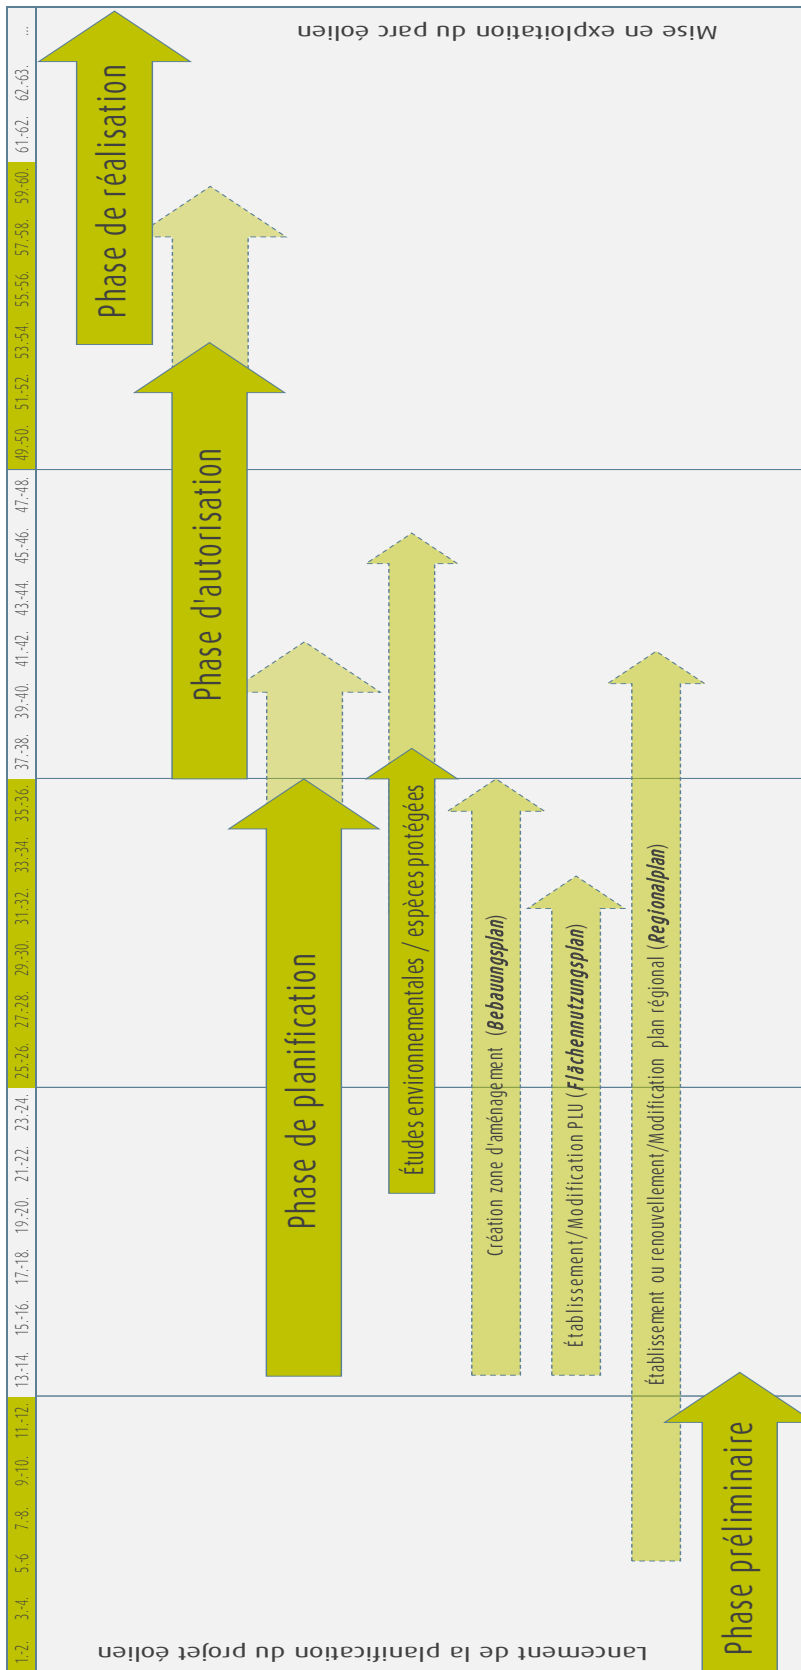 1.-2. 3.-4. 5.-6 7.-8. 9.-10. 11.-12. 13.-14. 15.-16. 17.-18. 19.-20. 21.-22. 23.-24. 25.-26. 27.-28. 29.-30. 31.-32. 33.-34. 35.-36. 37.-38. 39.-40. 41.-42. 43.-44. 45.-46. 47.-48. 49.-50. 51.-52. 53.-54. 55.-56. 57.-58. 59.-60. 61.-62. 62.-63. ...
Lancement de la planification du projet éolien
Mise en exploitation du parc éolien
Phase de réalisation
Phase d'autorisation
Phase de planification
Études environnementales / espèces protégées
Création zone d'aménagement (Bebauungsplan)
Établissement/Modification PLU (Flächennutzungsplan)
Établissement ou renouvellement/Modification plan régional (Regionalplan)
Phase préliminaire